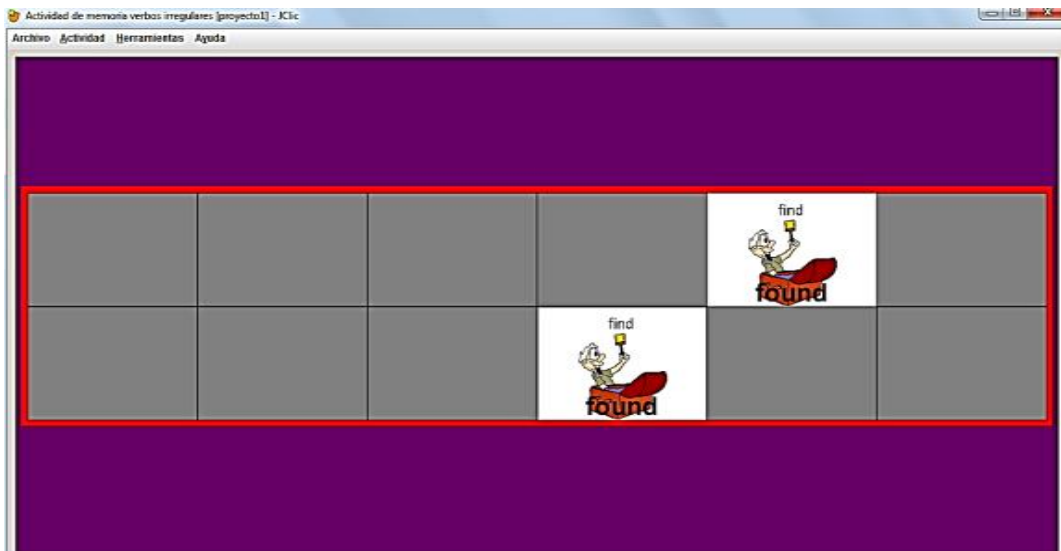 Actividad de memoria verbos irregulares [proyecto1] - JClic
Archivo Actividad Herramientas Ayuda
find
found
find
found